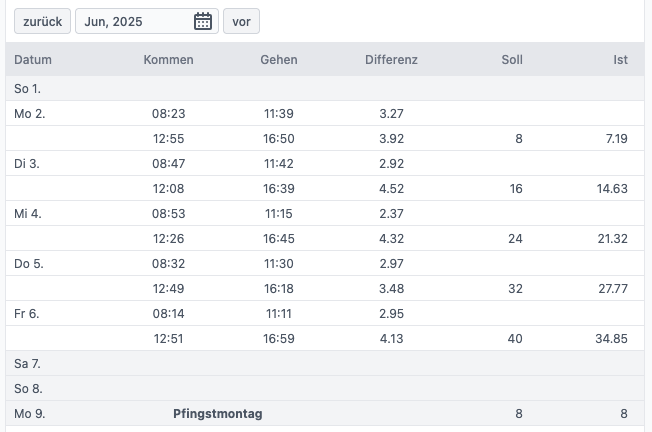 zurück Jun, 2025 vor
Datum Kommen Gehen Differenz Soll Ist
So 1.
Mo 2. 08:23 11:39 3.27
12:55 16:50 3.92 8 7.19
Di 3. 08:47 11:42 2.92
12:08 16:39 4.52 16 14.63
Mi 4. 08:53 11:15 2.37
12:26 16:45 4.32 24 21.32
Do 5. 08:32 11:30 2.97
12:49 16:18 3.48 32 27.77
Fr 6. 08:14 11:11 2.95
12:51 16:59 4.13 40 34.85
Sa 7.
So 8.
Mo 9. Pfingstmontag 8 8